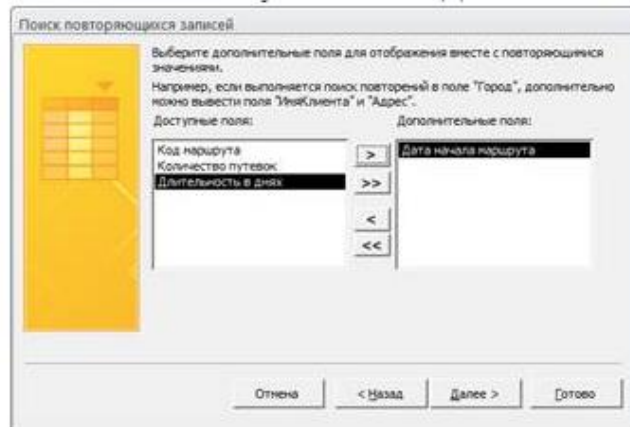 Поиск повторяющихся записей
Выберите дополнительные поля для отображения вместе с повторяющимися
значениями.
Например, если выполняется поиск повторений в поле "Город", дополнительно
можно вывести поля "ИмяКлиента" и "Адрес".
Доступные поля:
Дополнительные поля:
Код маршрута
Количество путевок
Длительность в днях
>
>>
<
<<
Дата начала маршрута
Отмена
< Назад
Далее >
Готово